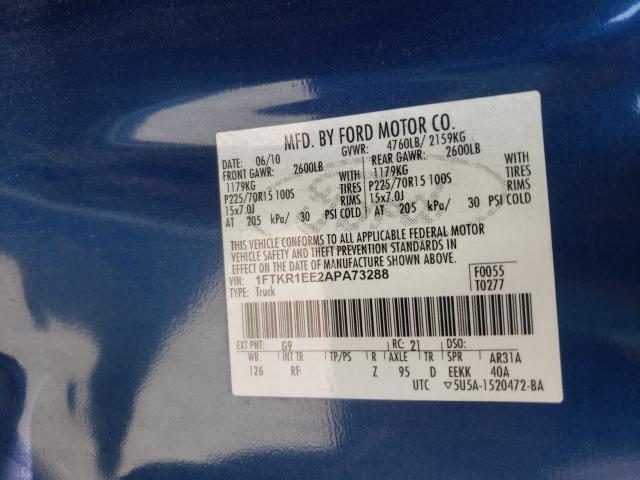 MFD. BY FORD MOTOR CO.
DATE: 06/10 GVWR: 4760LB/ 2159KG
FRONT GAWR: 2600LB REAR GAWR: 2600LB
1179KG WITH 1179KG WITH
P225/70R15 100S TIRES P225/70R15 100S TIRES
15x7.0J RIMS 15x7.0J RIMS
AT 205 kPa/ 30 PSI COLD AT 205 kPa/ 30 PSI COLD
THIS VEHICLE CONFORMS TO ALL APPLICABLE FEDERAL MOTOR
VEHICLE SAFETY AND THEFT PREVENTION STANDARDS IN
EFFECT ON THE DATE OF MANUFACTURE SHOWN ABOVE.
VIN: 1FTKR1EE2APA73288 F0055
TYPE: Truck T0277
EXT PNT: G9 RC: 21 DSO:
WB INT TR TP/PS R AXLE TR SPR AR31A
126 RF Z 95 D EEKK 40A
UTC ▽5U5A-1520472-BA